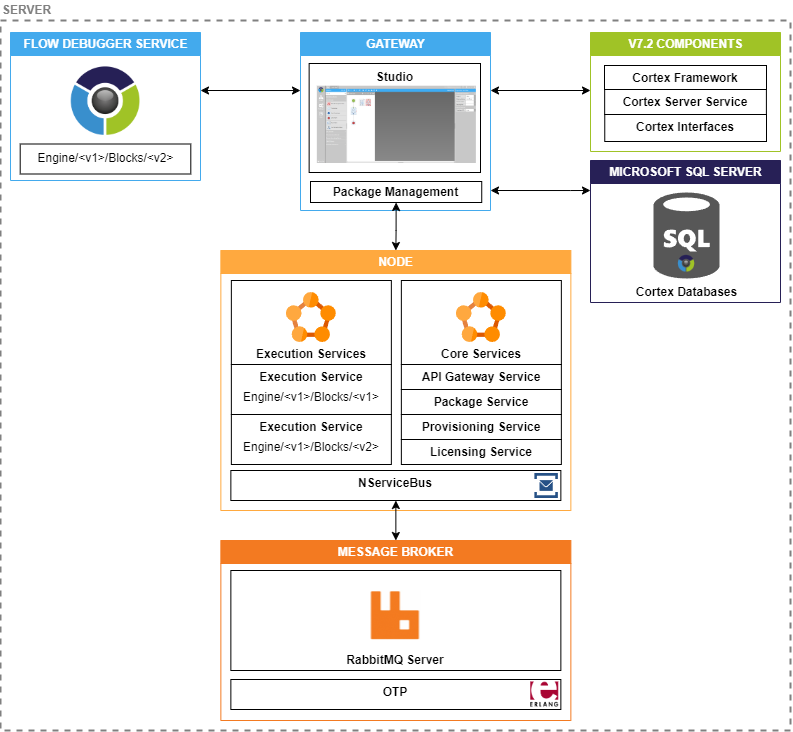 SERVER
FLOW DEBUGGER SERVICE
Engine/<v1>/Blocks/<v2>
GATEWAY
Studio
Package Management
V7.2 COMPONENTS
Cortex Framework
Cortex Server Service
Cortex Interfaces
MICROSOFT SQL SERVER
SQL
Cortex Databases
NODE
Execution Services
Execution Service
Engine/<v1>/Blocks/<v1>
Execution Service
Engine/<v1>/Blocks/<v2>
Core Services
API Gateway Service
Package Service
Provisioning Service
Licensing Service
NServiceBus
MESSAGE BROKER
RabbitMQ Server
OTP
e
ERLANG